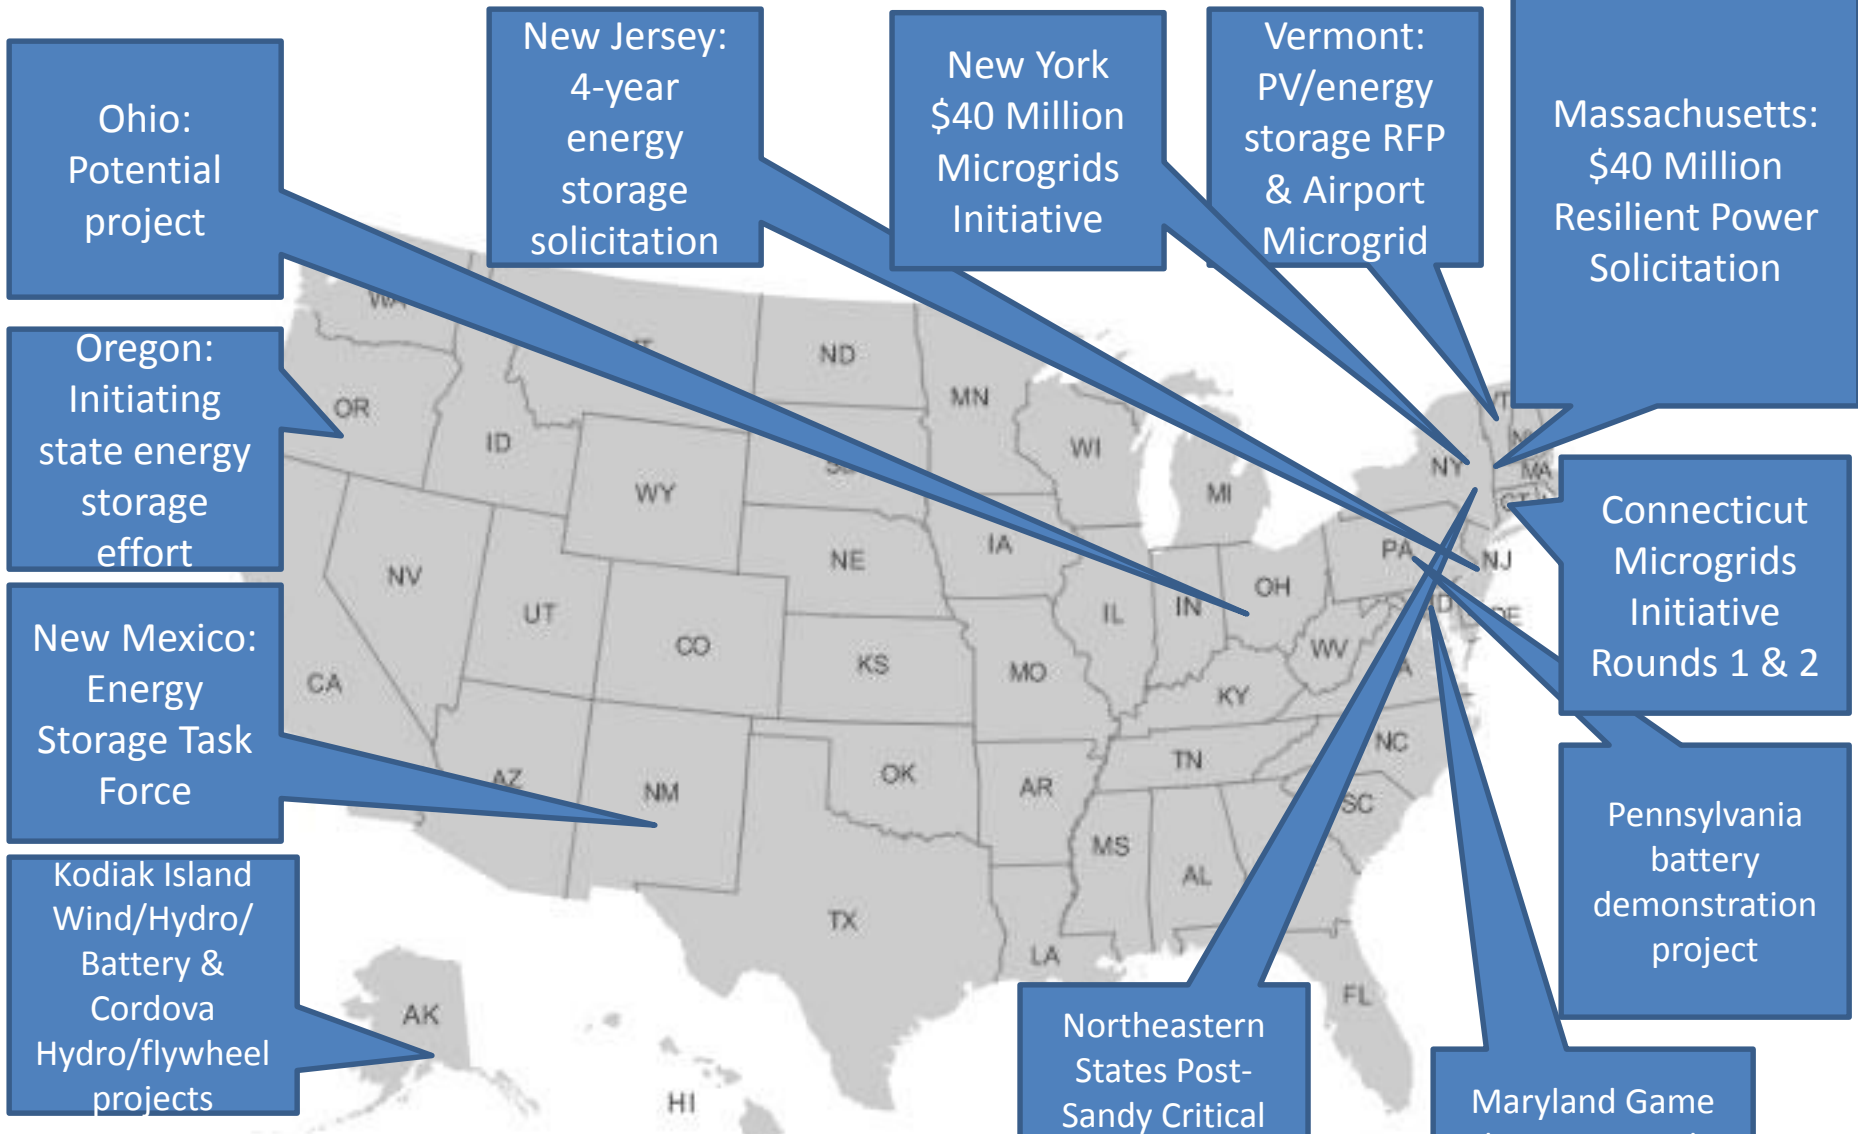 Ohio:
Potential
project
New Jersey:
4-year
energy
storage
solicitation
New York
$40 Million
Microgrids
Initiative
Vermont:
PV/energy
storage RFP
& Airport
Microgrid
Massachusetts:
$40 Million
Resilient Power
Solicitation
Oregon:
Initiating
state energy
storage
effort
New Mexico:
Energy
Storage Task
Force
Kodiak Island
Wind/Hydro/
Battery &
Cordova
Hydro/flywheel
projects
Connecticut
Microgrids
Initiative
Rounds 1 & 2
Pennsylvania
battery
demonstration
project
Northeastern
States Post-
Sandy Critical
Maryland Game
WA
OR
ID
ND
MN
WI
MI
WY
NV
UT
CO
NE
IA
KS
MO
IL
IN
OH
PA
NY
NJ
MA
CT
WV
KY
CA
AZ
NM
OK
AR
TN
NC
SC
MS
AL
TX
LA
FL
AK
HI